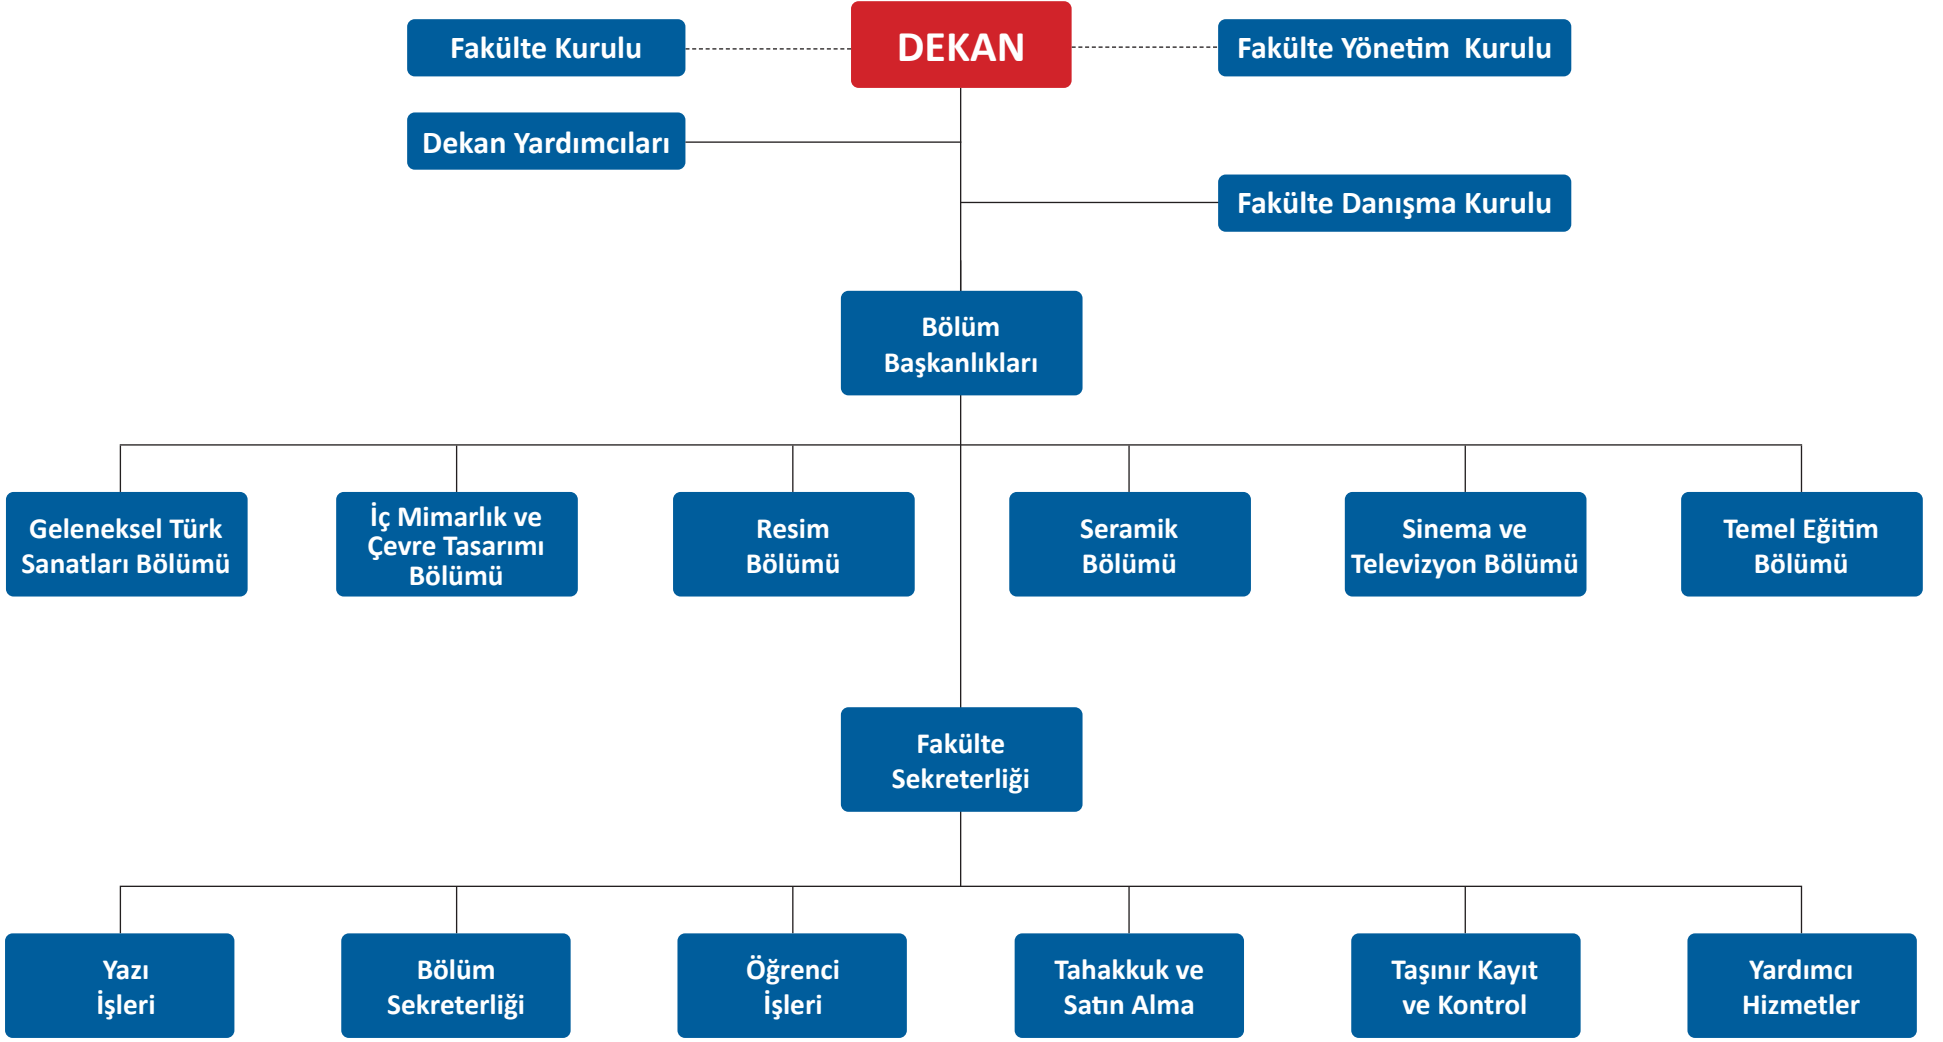 DEKAN
Fakülte Kurulu
Fakülte Yönetim Kurulu
Dekan Yardımcıları
Fakülte Danışma Kurulu
Bölüm
Başkanlıkları
Geleneksel Türk
Sanatları Bölümü
İç Mimarlık ve
Çevre Tasarımı
Bölümü
Resim
Bölümü
Seramik
Bölümü
Sinema ve
Televizyon Bölümü
Temel Eğitim
Bölümü
Fakülte
Sekreterliği
Yazı
İşleri
Bölüm
Sekreterliği
Öğrenci
İşleri
Tahakkuk ve
Satın Alma
Taşınır Kayıt
ve Kontrol
Yardımcı
Hizmetler